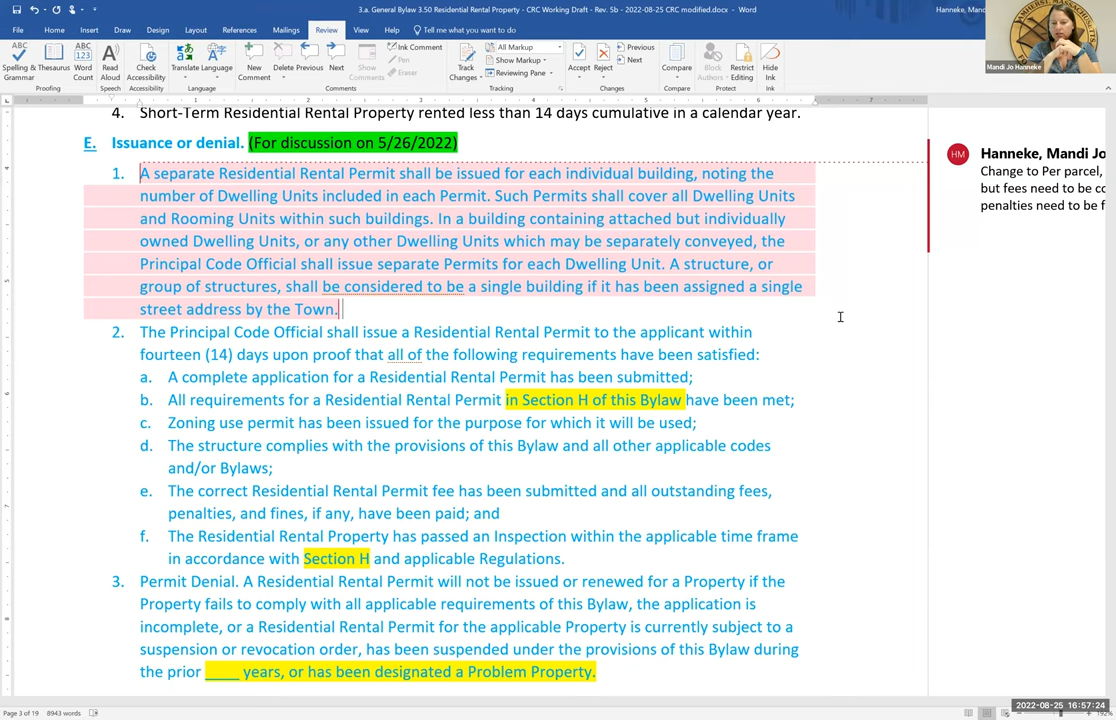 3.a. General Bylaw 3.50 Residential Rental Property - CRC Working Draft - Rev. 5b - 2022-08-25 CRC modified.docx - Word
Hanneke, Mand
File Home Insert Draw Design Layout References Mailings Review View Help Tell me what you want to do
Spelling & Grammar
Thesaurus
Word Count
Read Aloud
Check Accessibility
Translate
Language
New Comment
Delete
Previous
Next
Show Comments
Ink Comment
Pen
Eraser
Track Changes
All Markup
Show Markup
Reviewing Pane
Accept
Reject
Previous
Next
Compare
Block Authors
Restrict Editing
Hide Ink
Proofing Speech Accessibility Language Comments Tracking Changes Compare Protect Ink
Mandi Jo Hanneke
4. Short-Term Residential Rental Property rented less than 14 days cumulative in a calendar year.
E. Issuance or denial. (For discussion on 5/26/2022)
1. A separate Residential Rental Permit shall be issued for each individual building, noting the
number of Dwelling Units included in each Permit. Such Permits shall cover all Dwelling Units
and Rooming Units within such buildings. In a building containing attached but individually
owned Dwelling Units, or any other Dwelling Units which may be separately conveyed, the
Principal Code Official shall issue separate Permits for each Dwelling Unit. A structure, or
group of structures, shall be considered to be a single building if it has been assigned a single
street address by the Town.
2. The Principal Code Official shall issue a Residential Rental Permit to the applicant within
fourteen (14) days upon proof that all of the following requirements have been satisfied:
a. A complete application for a Residential Rental Permit has been submitted;
b. All requirements for a Residential Rental Permit in Section H of this Bylaw have been met;
c. Zoning use permit has been issued for the purpose for which it will be used;
d. The structure complies with the provisions of this Bylaw and all other applicable codes
and/or Bylaws;
e. The correct Residential Rental Permit fee has been submitted and all outstanding fees,
penalties, and fines, if any, have been paid; and
f. The Residential Rental Property has passed an Inspection within the applicable time frame
in accordance with Section H and applicable Regulations.
3. Permit Denial. A Residential Rental Permit will not be issued or renewed for a Property if the
Property fails to comply with all applicable requirements of this Bylaw, the application is
incomplete, or a Residential Rental Permit for the applicable Property is currently subject to a
suspension or revocation order, has been suspended under the provisions of this Bylaw during
the prior ____ years, or has been designated a Problem Property.
HM
Hanneke, Mandi Jo
Change to Per parcel,
but fees need to be co
penalties need to be f
Page 3 of 19 8943 words
2022-08-25 16:57:24
192%